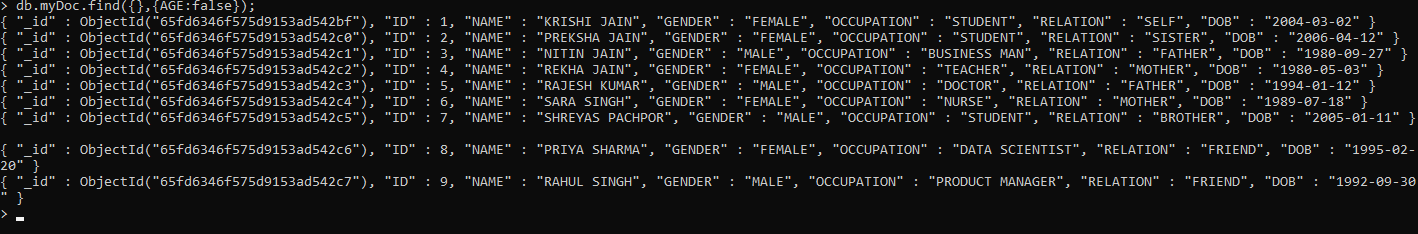 > db.myDoc.find({},{AGE:false});
{ "_id" : ObjectId("65fd6346f575d9153ad542bf"), "ID" : 1, "NAME" : "KRISHI JAIN", "GENDER" : "FEMALE", "OCCUPATION" : "STUDENT", "RELATION" : "SELF", "DOB" : "2004-03-02" }
{ "_id" : ObjectId("65fd6346f575d9153ad542c0"), "ID" : 2, "NAME" : "PREKSHA JAIN", "GENDER" : "FEMALE", "OCCUPATION" : "STUDENT", "RELATION" : "SISTER", "DOB" : "2006-04-12" }
{ "_id" : ObjectId("65fd6346f575d9153ad542c1"), "ID" : 3, "NAME" : "NITIN JAIN", "GENDER" : "MALE", "OCCUPATION" : "BUSINESS MAN", "RELATION" : "FATHER", "DOB" : "1980-09-27" }
{ "_id" : ObjectId("65fd6346f575d9153ad542c2"), "ID" : 4, "NAME" : "REKHA JAIN", "GENDER" : "FEMALE", "OCCUPATION" : "TEACHER", "RELATION" : "MOTHER", "DOB" : "1980-05-03" }
{ "_id" : ObjectId("65fd6346f575d9153ad542c3"), "ID" : 5, "NAME" : "RAJESH KUMAR", "GENDER" : "MALE", "OCCUPATION" : "DOCTOR", "RELATION" : "FATHER", "DOB" : "1994-01-12" }
{ "_id" : ObjectId("65fd6346f575d9153ad542c4"), "ID" : 6, "NAME" : "SARA SINGH", "GENDER" : "FEMALE", "OCCUPATION" : "NURSE", "RELATION" : "MOTHER", "DOB" : "1989-07-18" }
{ "_id" : ObjectId("65fd6346f575d9153ad542c5"), "ID" : 7, "NAME" : "SHREYAS PACHPOR", "GENDER" : "MALE", "OCCUPATION" : "STUDENT", "RELATION" : "BROTHER", "DOB" : "2005-01-11" }
{ "_id" : ObjectId("65fd6346f575d9153ad542c6"), "ID" : 8, "NAME" : "PRIYA SHARMA", "GENDER" : "FEMALE", "OCCUPATION" : "DATA SCIENTIST", "RELATION" : "FRIEND", "DOB" : "1995-02-
20" }
{ "_id" : ObjectId("65fd6346f575d9153ad542c7"), "ID" : 9, "NAME" : "RAHUL SINGH", "GENDER" : "MALE", "OCCUPATION" : "PRODUCT MANAGER", "RELATION" : "FRIEND", "DOB" : "1992-09-30
" }
>